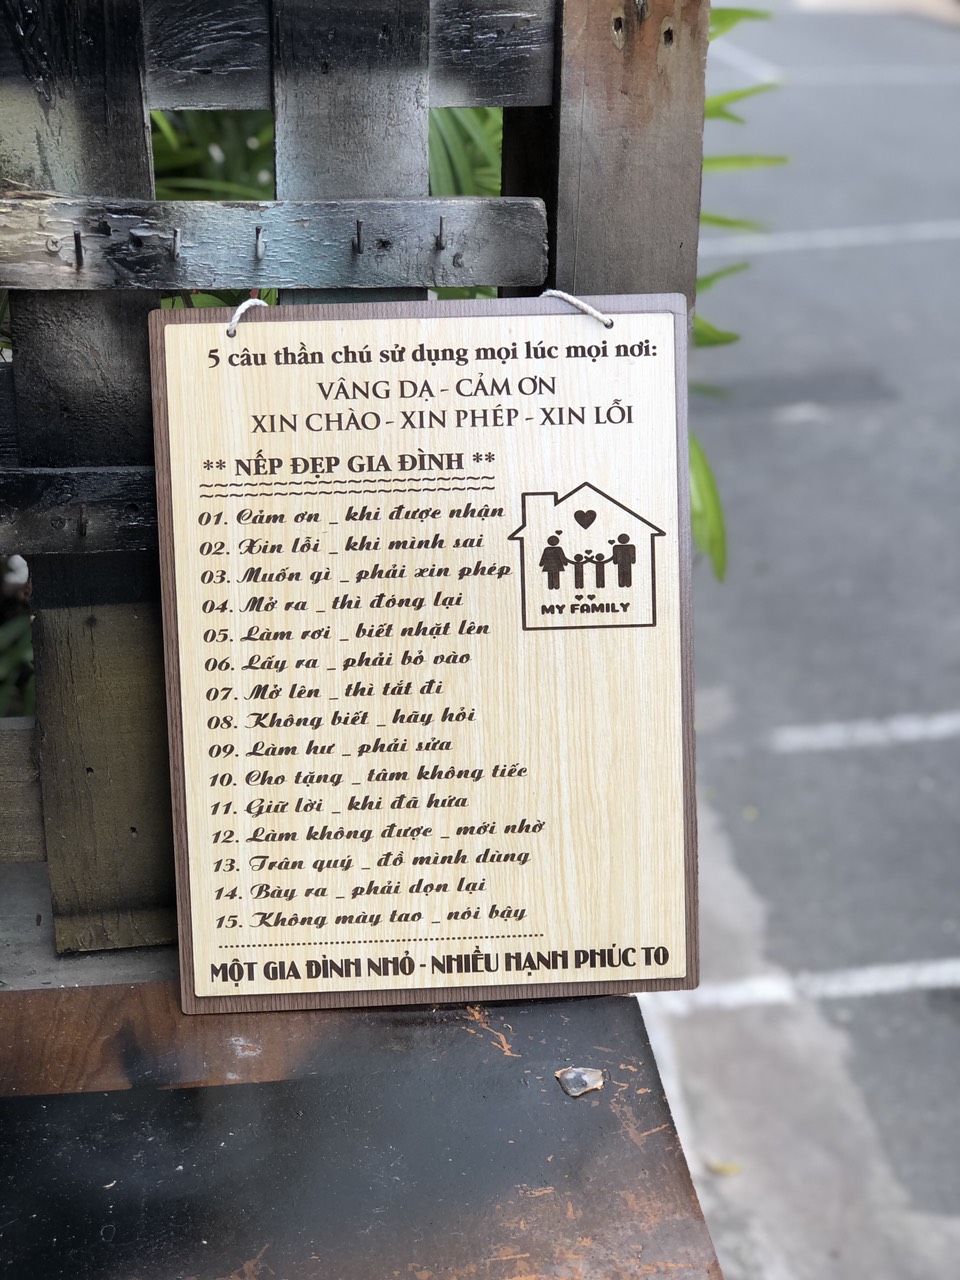 5 câu thần chú sử dụng mọi lúc mọi nơi:
VÂNG DẠ - CẢM ƠN
XIN CHÀO - XIN PHÉP - XIN LỖI
** NẾP ĐẸP GIA ĐÌNH **
~~~~~~~~~~~~~~~~~~~~
01. Cảm ơn _ khi được nhận
02. Xin lỗi _ khi mình sai
03. Muốn gì _ phải xin phép
04. Mở ra _ thì đóng lại
05. Làm rơi _ biết nhặt lên
06. Lấy ra _ phải bỏ vào
07. Mở lên _ thì tắt đi
08. Không biết _ hãy hỏi
09. Làm hư _ phải sửa
10. Cho tặng _ tâm không tiếc
11. Giữ lời _ khi đã hứa
12. Làm không được _ mới nhờ
13. Trân quý _ đồ mình dùng
14. Bày ra _ phải dọn lại
15. Không mày tao _ nói bậy
MY FAMILY
MỘT GIA ĐÌNH NHỎ - NHIỀU HẠNH PHÚC TO